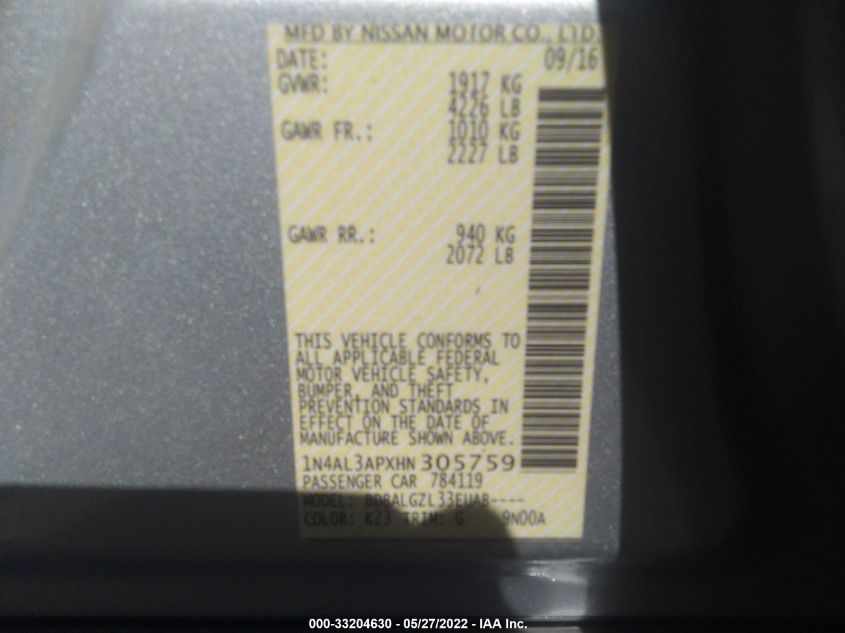 MFD BY NISSAN MOTOR CO., LTD.
DATE: 09/16
GVWR: 1917 KG
4226 LB
GAWR FR.: 1010 KG
2227 LB
GAWR RR.: 940 KG
2072 LB
THIS VEHICLE CONFORMS TO
ALL APPLICABLE FEDERAL
MOTOR VEHICLE SAFETY,
BUMPER, AND THEFT
PREVENTION STANDARDS IN
EFFECT ON THE DATE OF
MANUFACTURE SHOWN ABOVE.
1N4AL3APXHN305759
PASSENGER CAR 784119
MODEL: BDBALGZL33EUAB----
COLOR: K23 TRIM: G 9N00A
000-33204630 - 05/27/2022 - IAA Inc.